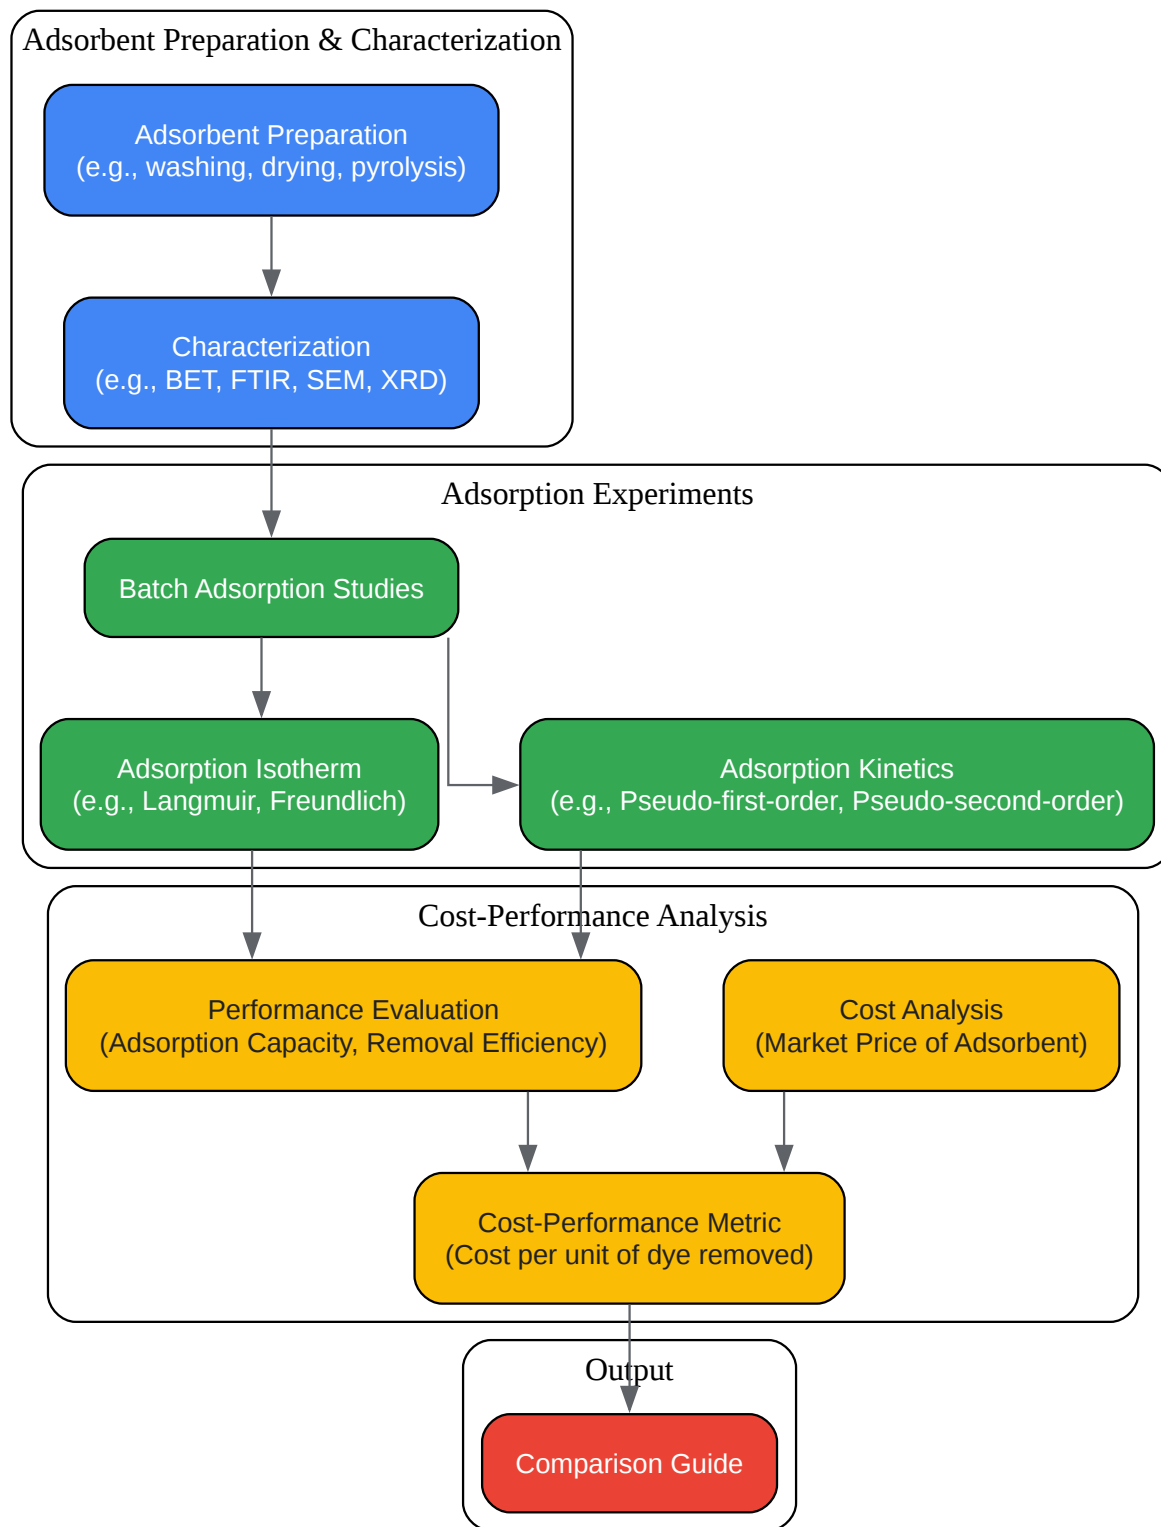 Adsorbent Preparation & Characterization
Adsorbent Preparation
(e.g., washing, drying, pyrolysis)
Characterization
(e.g., BET, FTIR, SEM, XRD)
Adsorption Experiments
Batch Adsorption Studies
Adsorption Isotherm
(e.g., Langmuir, Freundlich)
Adsorption Kinetics
(e.g., Pseudo-first-order, Pseudo-second-order)
Cost-Performance Analysis
Performance Evaluation
(Adsorption Capacity, Removal Efficiency)
Cost Analysis
(Market Price of Adsorbent)
Cost-Performance Metric
(Cost per unit of dye removed)
Output
Comparison Guide